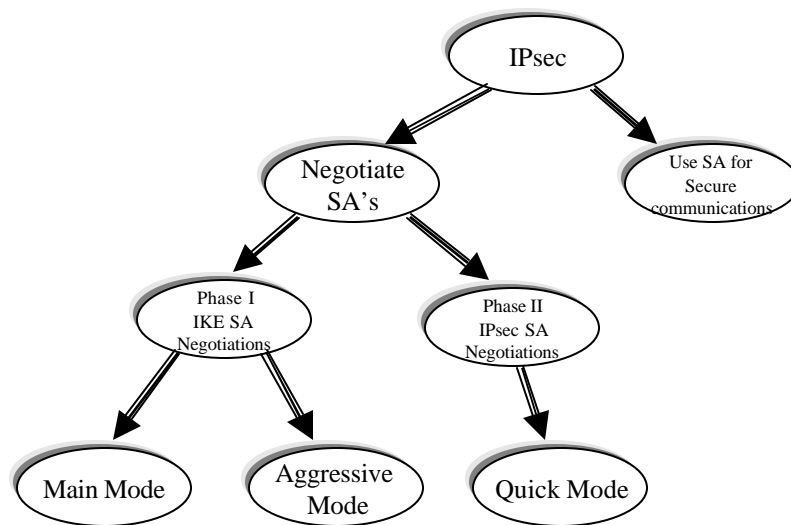 IPsec
Negotiate
SA's
Use SA for
Secure
communications
Phase I
IKE SA
Negotiations
Phase II
IPsec SA
Negotiations
Main Mode
Aggressive
Mode
Quick Mode